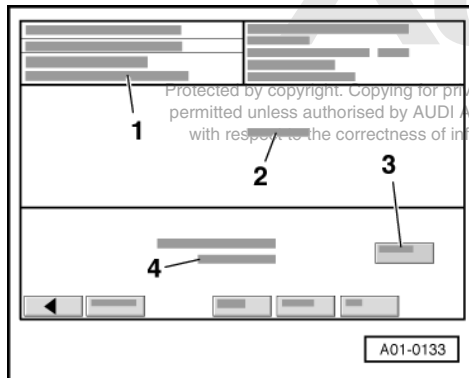 Protected by copyright. Copying for pri
permitted unless authorised by AUDI A
with respect to the correctness of in
1
2
3
4
A01-0133